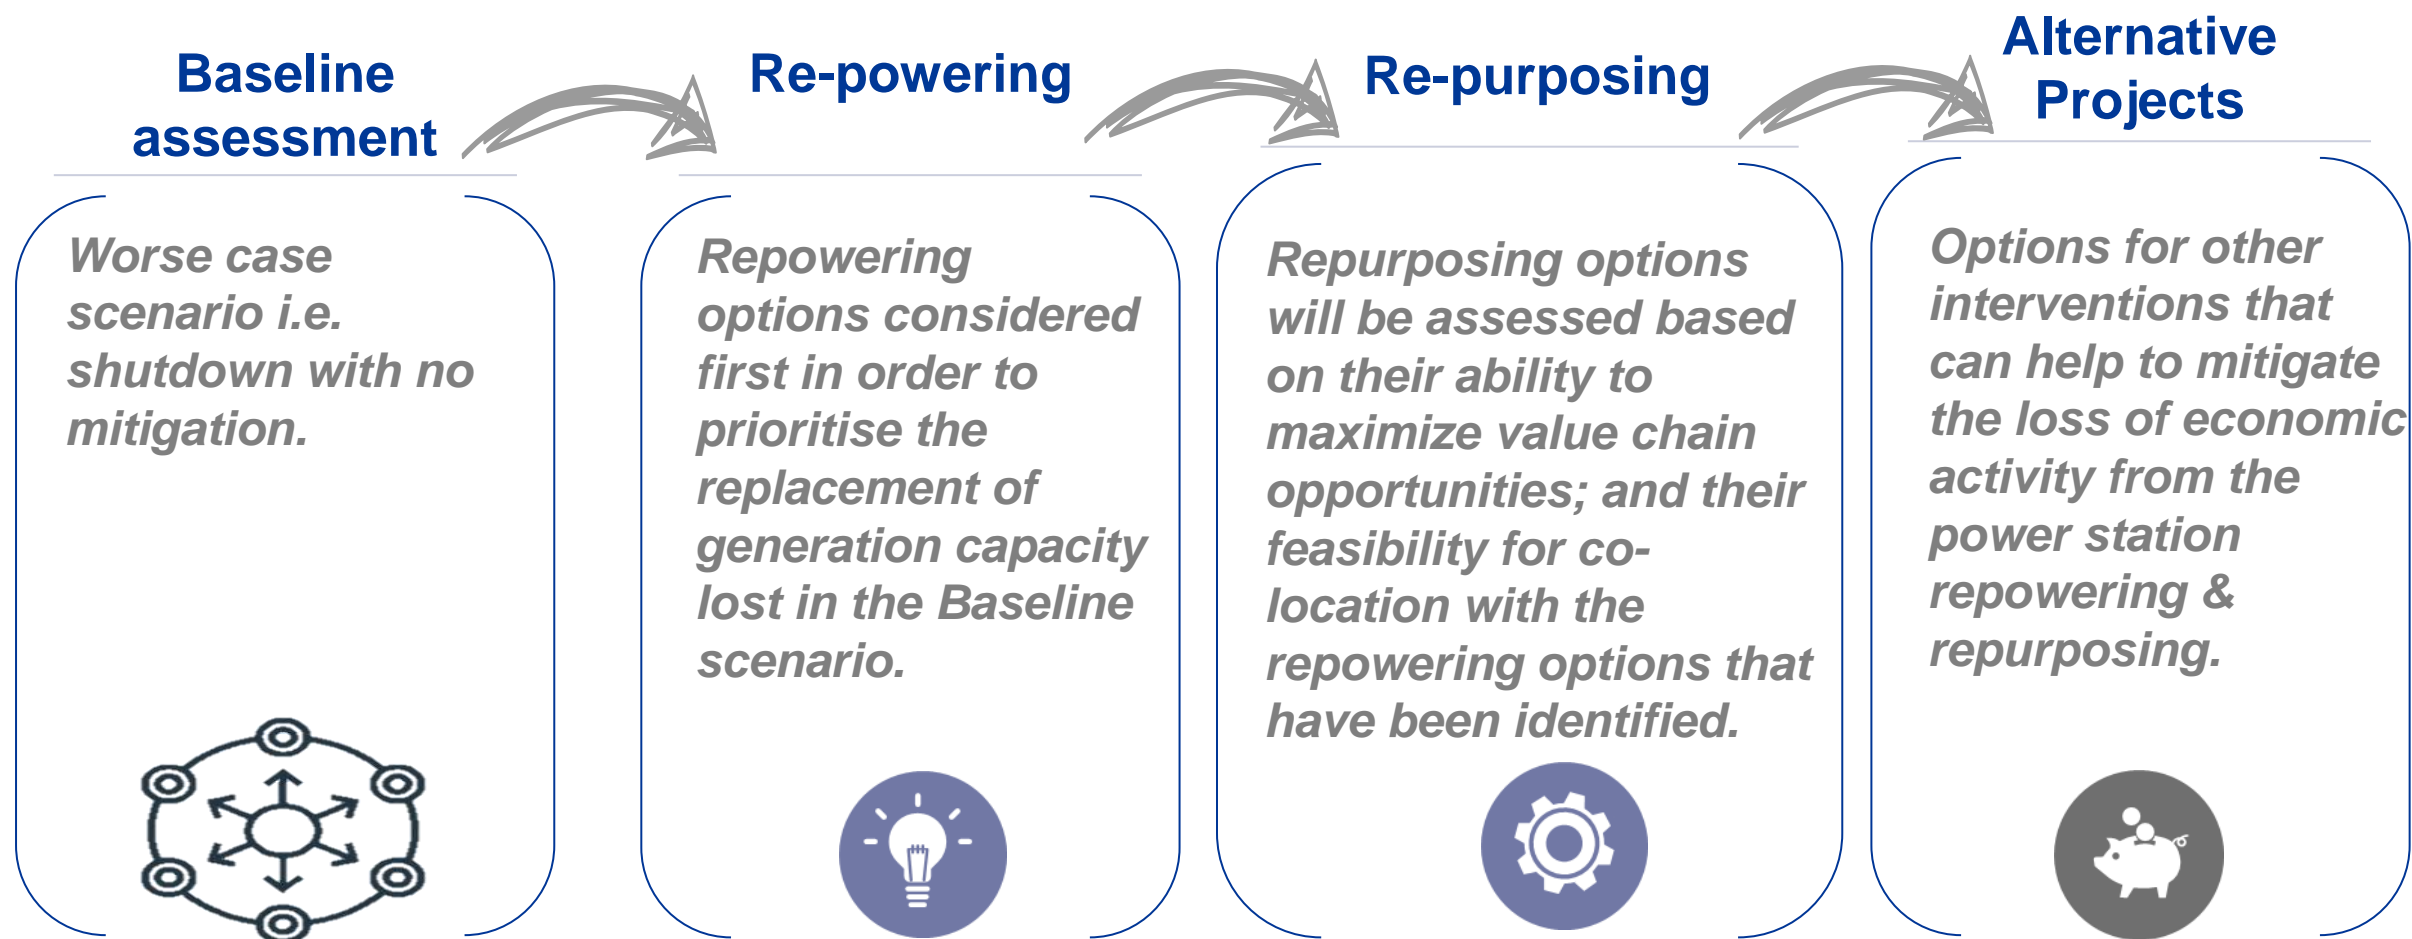 Baseline
assessment
Worse case
scenario i.e.
shutdown with no
mitigation.
Re-powering
Repowering
options considered
first in order to
prioritise the
replacement of
generation capacity
lost in the Baseline
scenario.
Re-purposing
Repurposing options
will be assessed based
on their ability to
maximize value chain
opportunities; and their
feasibility for co-
location with the
repowering options that
have been identified.
Alternative
Projects
Options for other
interventions that
can help to mitigate
the loss of economic
activity from the
power station
repowering &
repurposing.